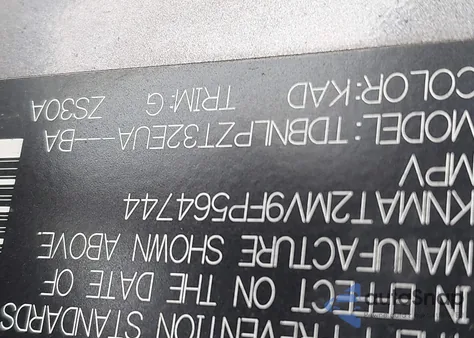 PREVENTION STANDARDS
IN EFFECT ON THE DATE OF
MANUFACTURE SHOWN ABOVE.
KNMAT2MV9FP564744
MPV
MODEL:TDBNLPZT32EUA---BA
COLOR:KAD TRIM:G ZS30A
AutoSnap